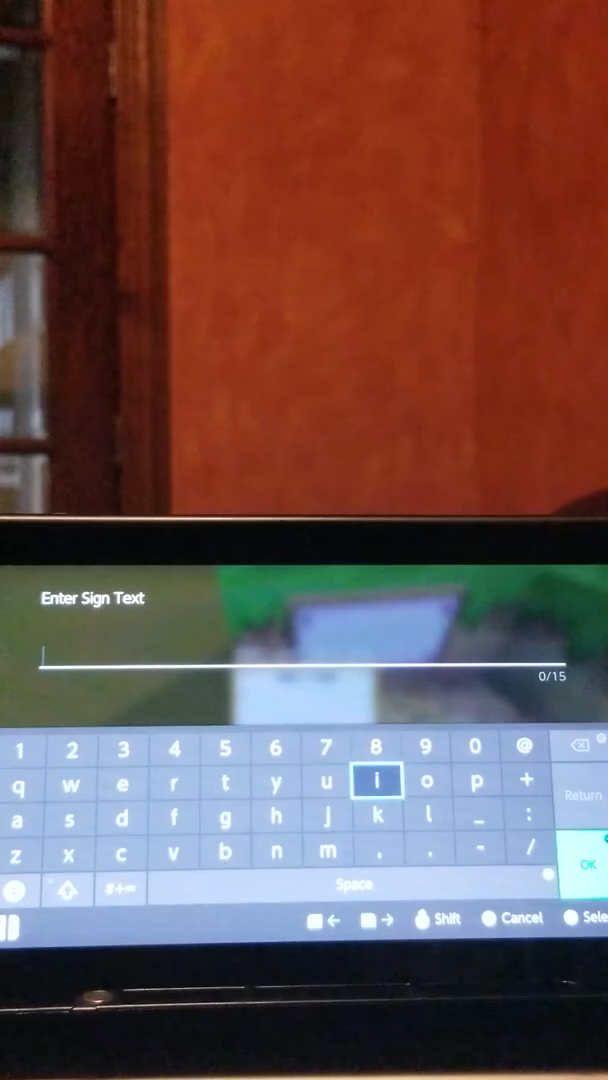 Enter Sign Text
0/15
1 2 3 4 5 6 7 8 9 0 @
q w e r t y u i o p +
Return
a s d f g h j k l _ :
z x c v b n m , . - /
OK
#+=
Space
Shift Cancel Sele